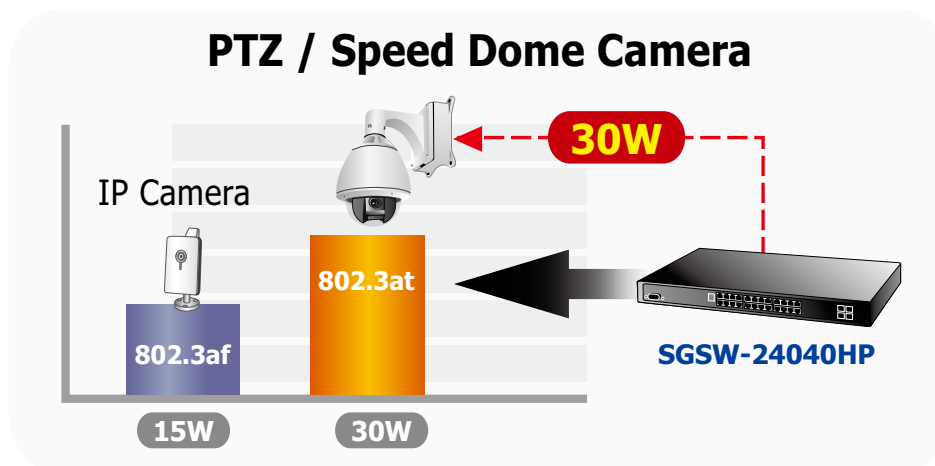 PTZ / Speed Dome Camera
30W
IP Camera
802.3at
802.3af
SGSW-24040HP
15W
30W